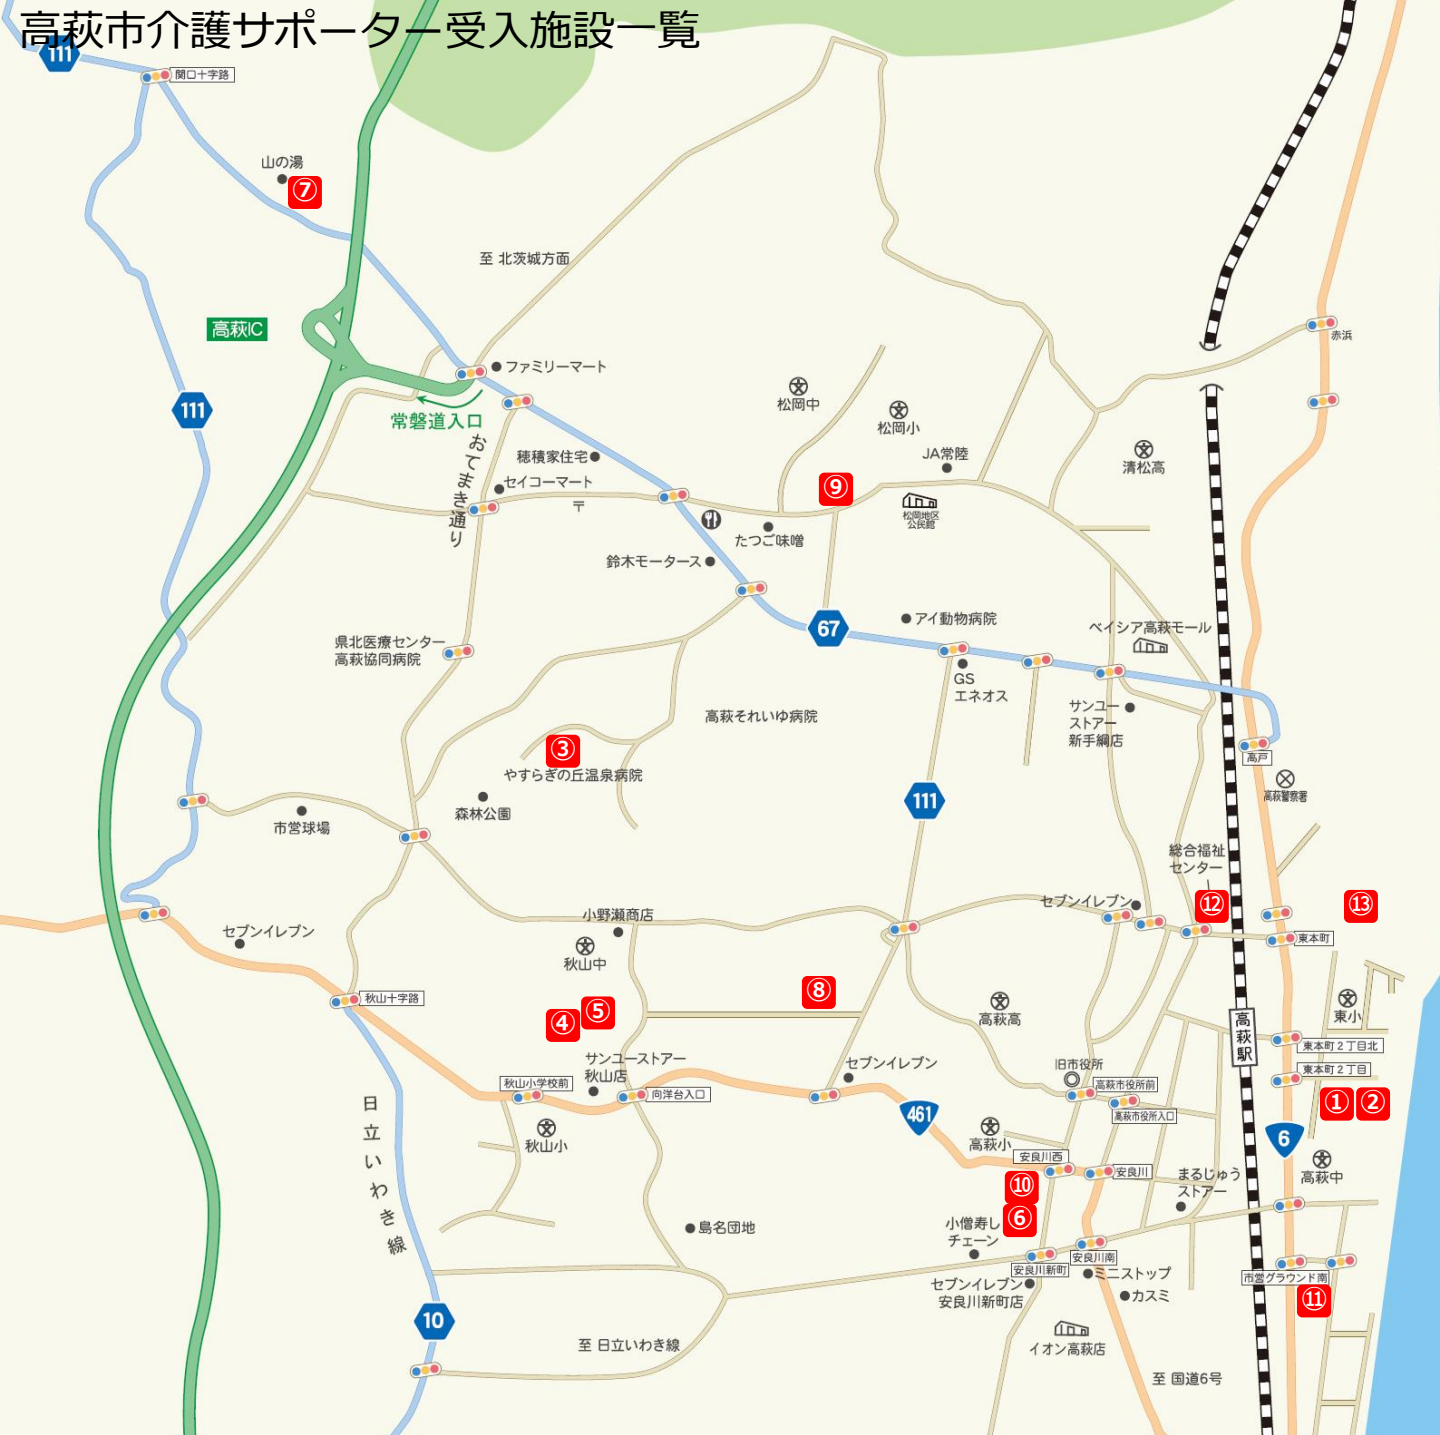 高萩市介護サポーター受入施設一覧
111
関口十字路
山の湯
⑦
至 北茨城方面
高萩IC
ファミリーマート
赤浜
111
常磐道入口
松岡中
松岡小
おてまき通り
穂積家住宅
JA常陸
清松高
セイコーマート
〒
⑨
松岡地区
公民館
たつご味噌
鈴木モータース
67
アイ動物病院
ベイシア高萩モール
県北医療センター
高萩協同病院
GS
エネオス
高萩それいゆ病院
サンユー
ストアー
新手綱店
③
やすらぎの丘温泉病院
高戸
高萩警察署
森林公園
111
市営球場
総合福祉
センター
セブンイレブン
⑫
⑬
小野瀬商店
セブンイレブン
東本町
秋山中
秋山十字路
⑧
④
⑤
高萩高
東小
高萩駅
東本町2丁目北
サンユーストアー
秋山店
セブンイレブン
旧市役所
東本町2丁目
秋山小学校前
向洋台入口
高萩市役所前
高萩市役所入口
①
②
日立いわき線
461
6
秋山小
高萩小
安良川西
安良川
高萩中
まるじゅう
ストアー
⑩
⑥
小僧寿し
チェーン
島名団地
安良川南
安良川新町
ミニストップ
市営グラウンド南
セブンイレブン
安良川新町店
カスミ
⑪
10
イオン高萩店
至 日立いわき線
至 国道6号